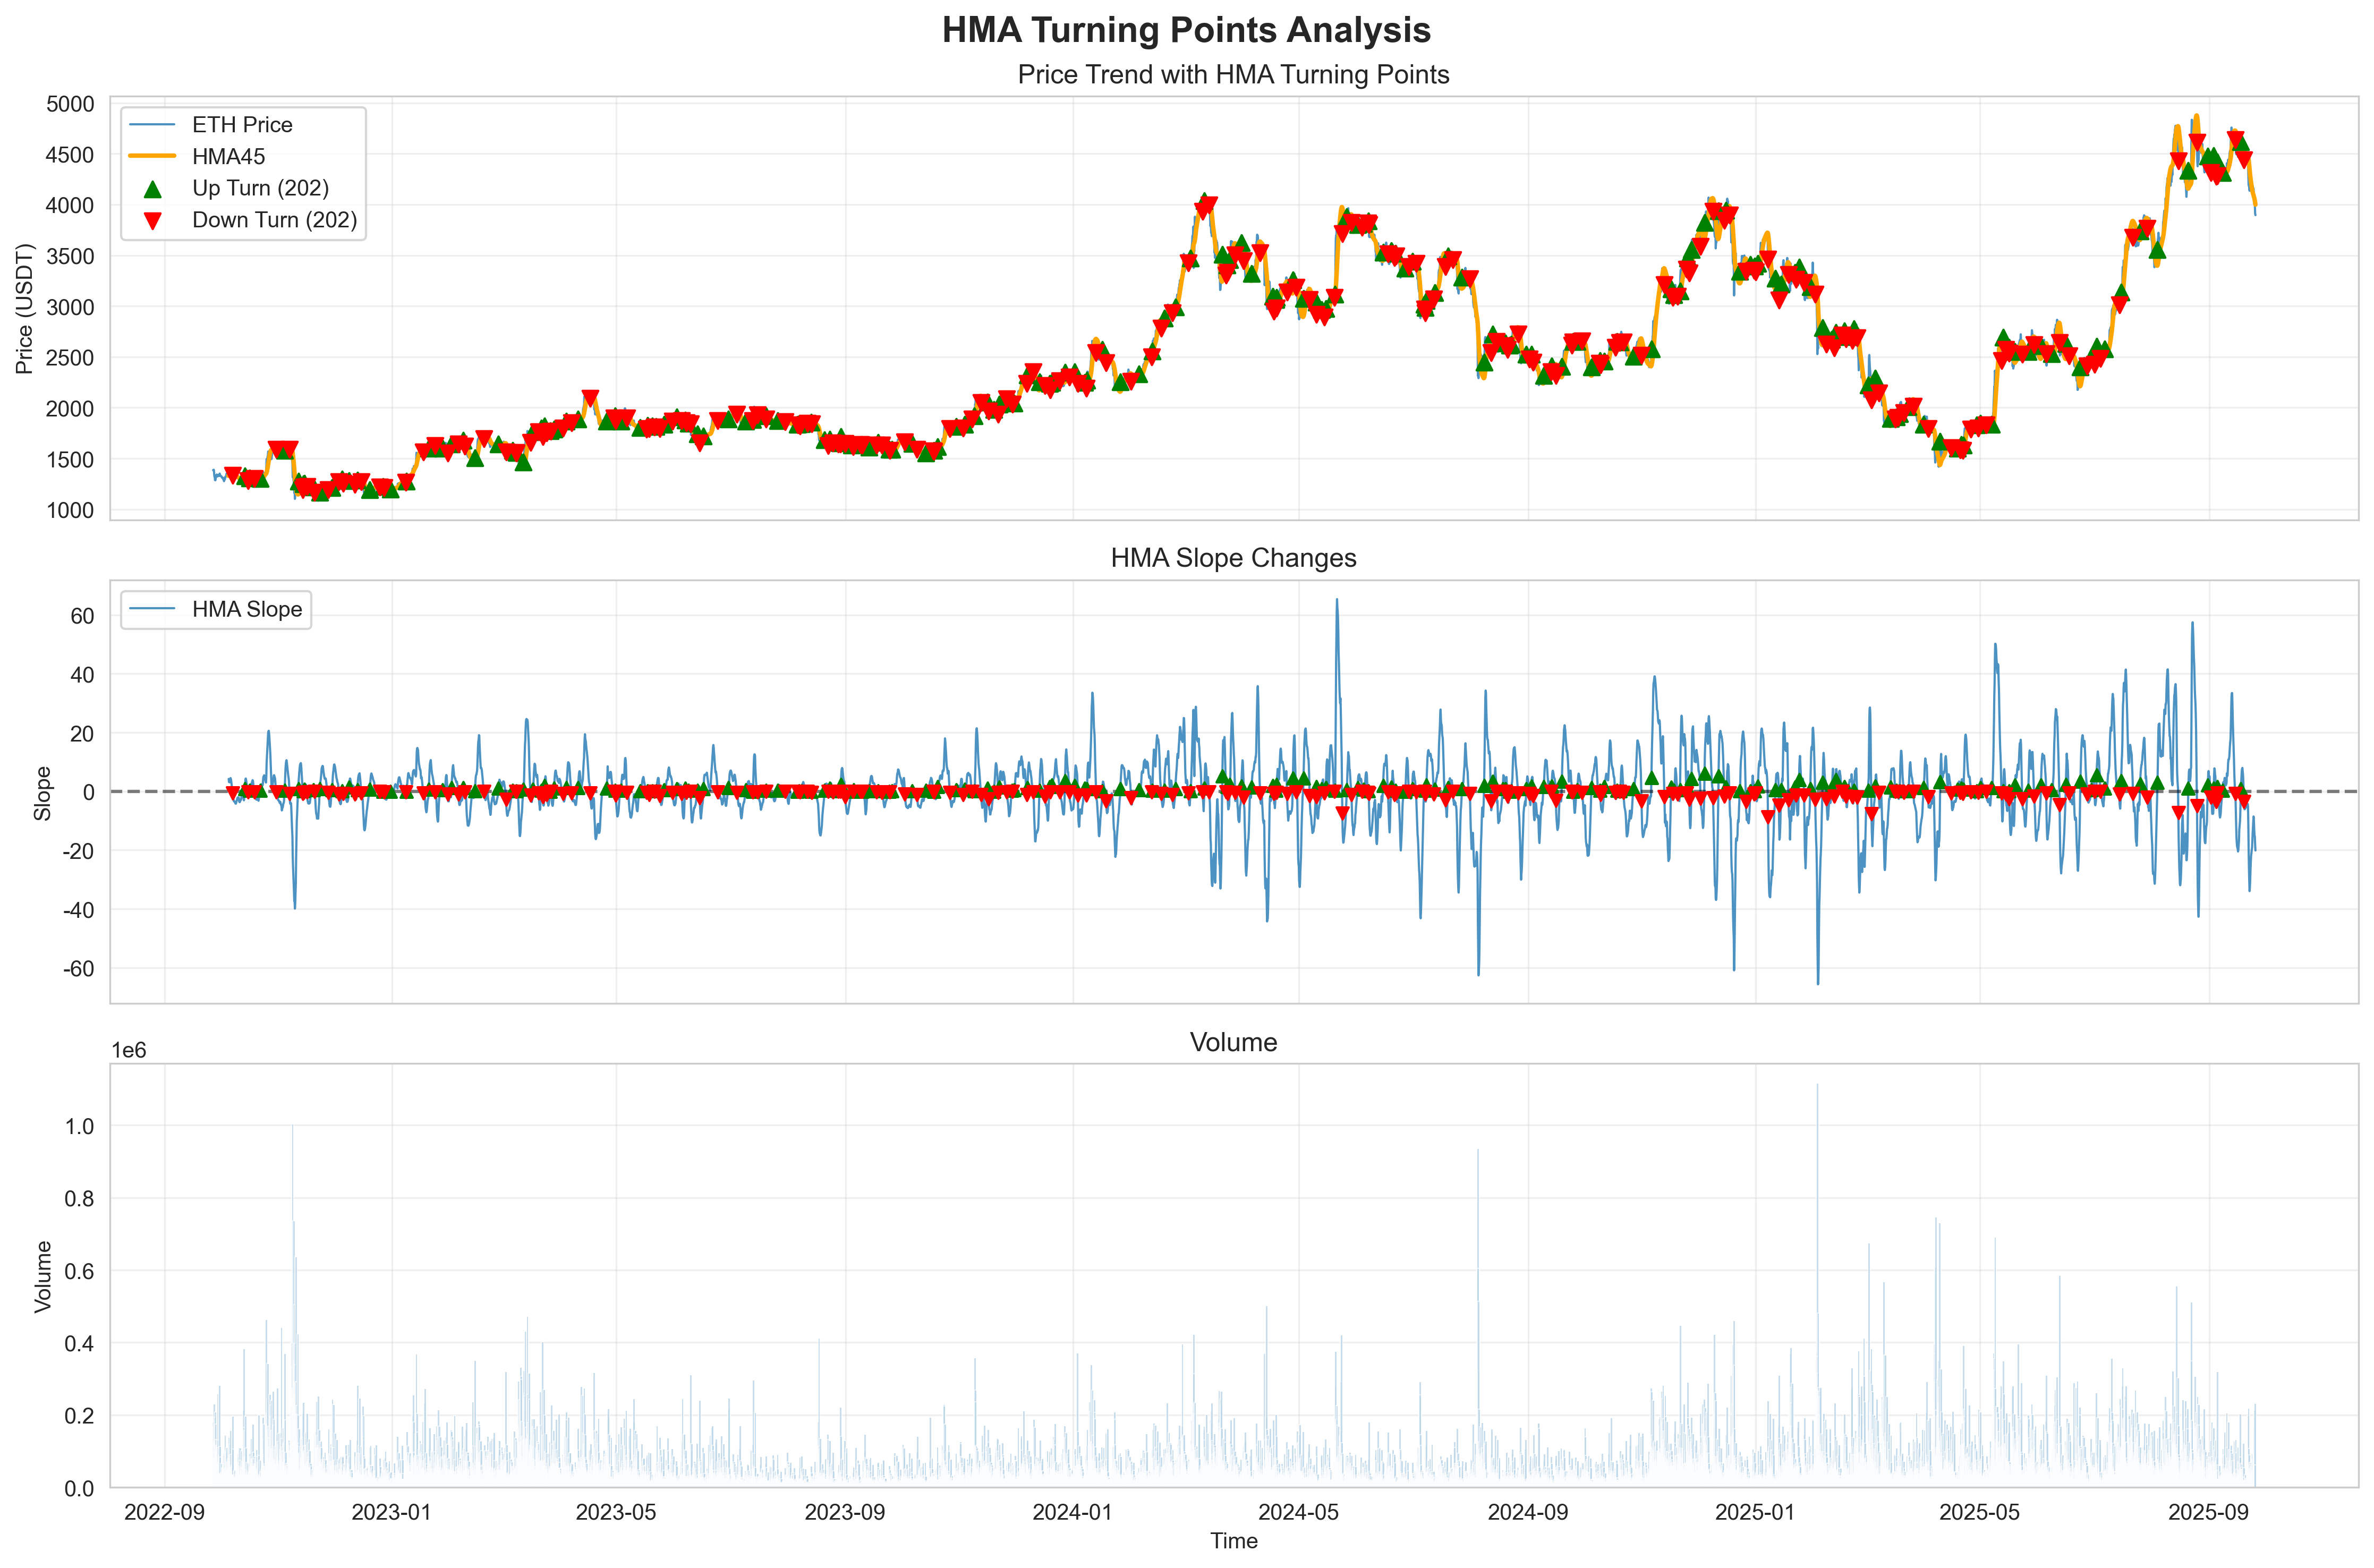 HMA Turning Points Analysis
Price Trend with HMA Turning Points
5000
4500
4000
3500
3000
2500
2000
1500
1000
Price (USDT)
ETH Price
HMA45
Up Turn (202)
Down Turn (202)
HMA Slope Changes
60
40
20
0
-20
-40
-60
Slope
HMA Slope
Volume
1e6
1.0
0.8
0.6
0.4
0.2
0.0
Volume
2022-09 2023-01 2023-05 2023-09 2024-01 2024-05 2024-09 2025-01 2025-05 2025-09
Time